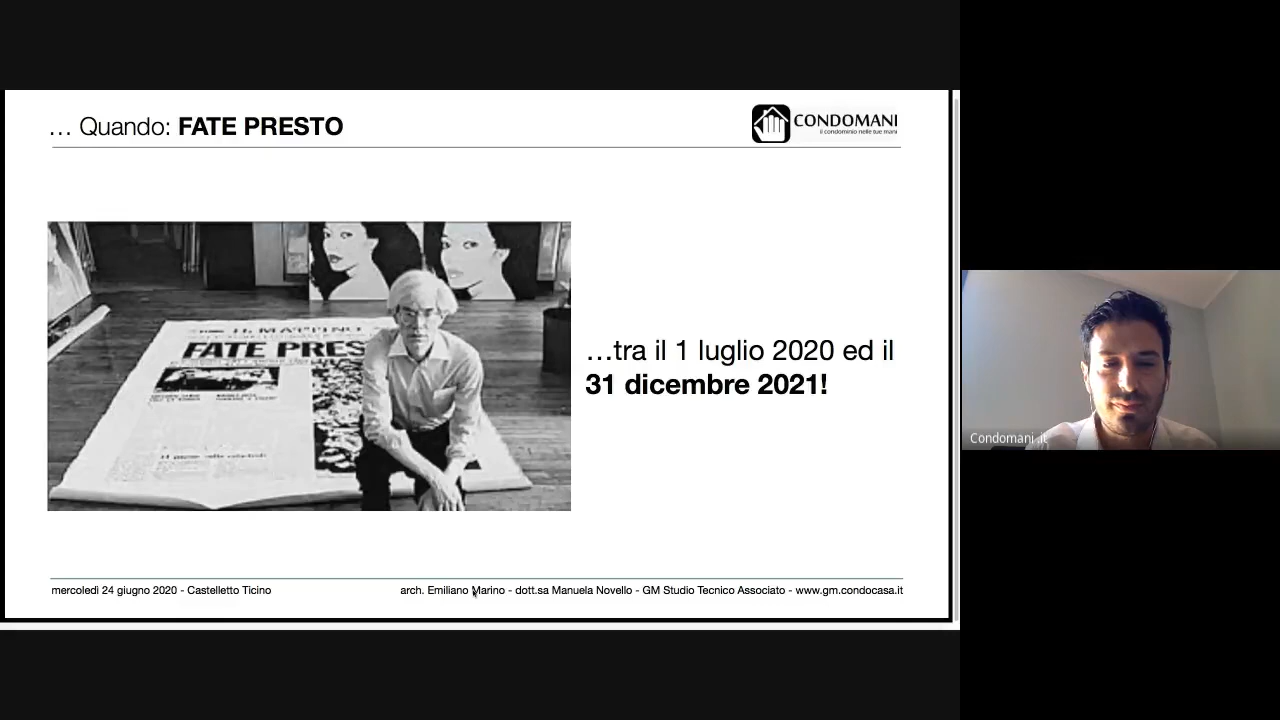 … Quando: FATE PRESTO
CONDOMANI
il condominio nelle tue mani
IL MATTINO
FATE PRES
…tra il 1 luglio 2020 ed il
31 dicembre 2021!
Condomani .it
mercoledì 24 giugno 2020 - Castelletto Ticino
arch. Emiliano Marino - dott.sa Manuela Novello - GM Studio Tecnico Associato - www.gm.condocasa.it